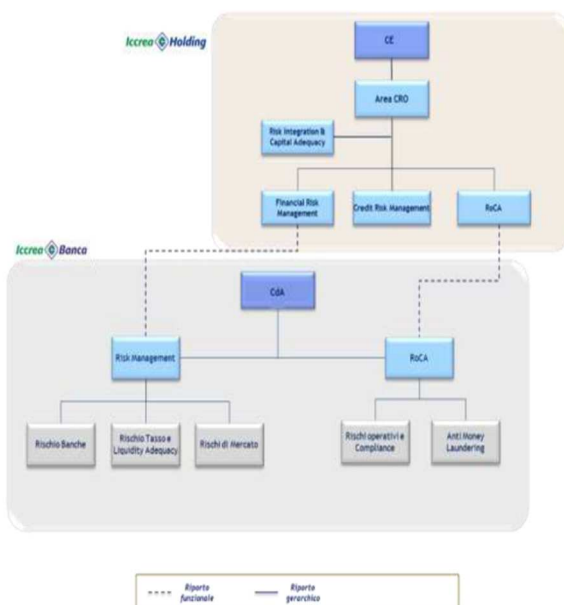 Iccrea Holding
CE
Area CRO
Risk Integration &
Capital Adequacy
Financial Risk
Management
Credit Risk Management
RoCA
Iccrea Banca
CdA
Risk Management
RoCA
Rischio Banche
Rischio Tasso e
Liquidity Adequacy
Rischi di Mercato
Rischi operativi e
Compliance
Anti Money
Laundering
Riporto
funzionale
Riporto
gerarchico